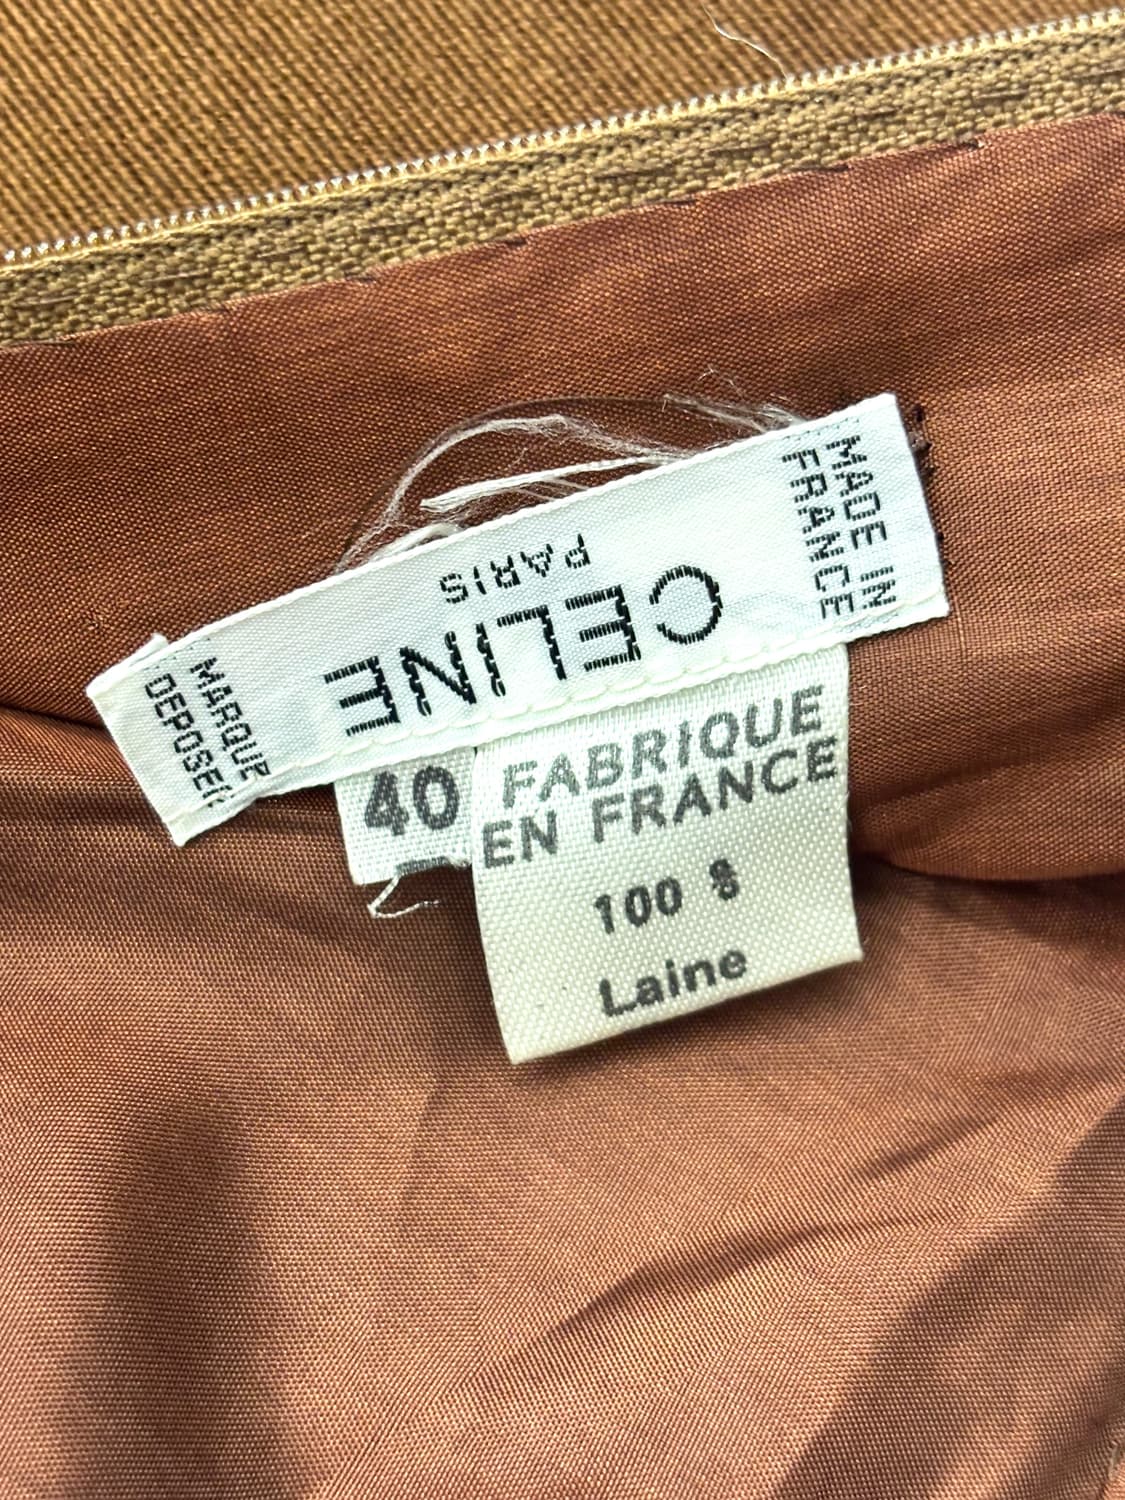 CELINE
PARIS
MADE IN
FRANCE
MARQUE
DEPOSEE
40
FABRIQUE
EN FRANCE
100 %
Laine